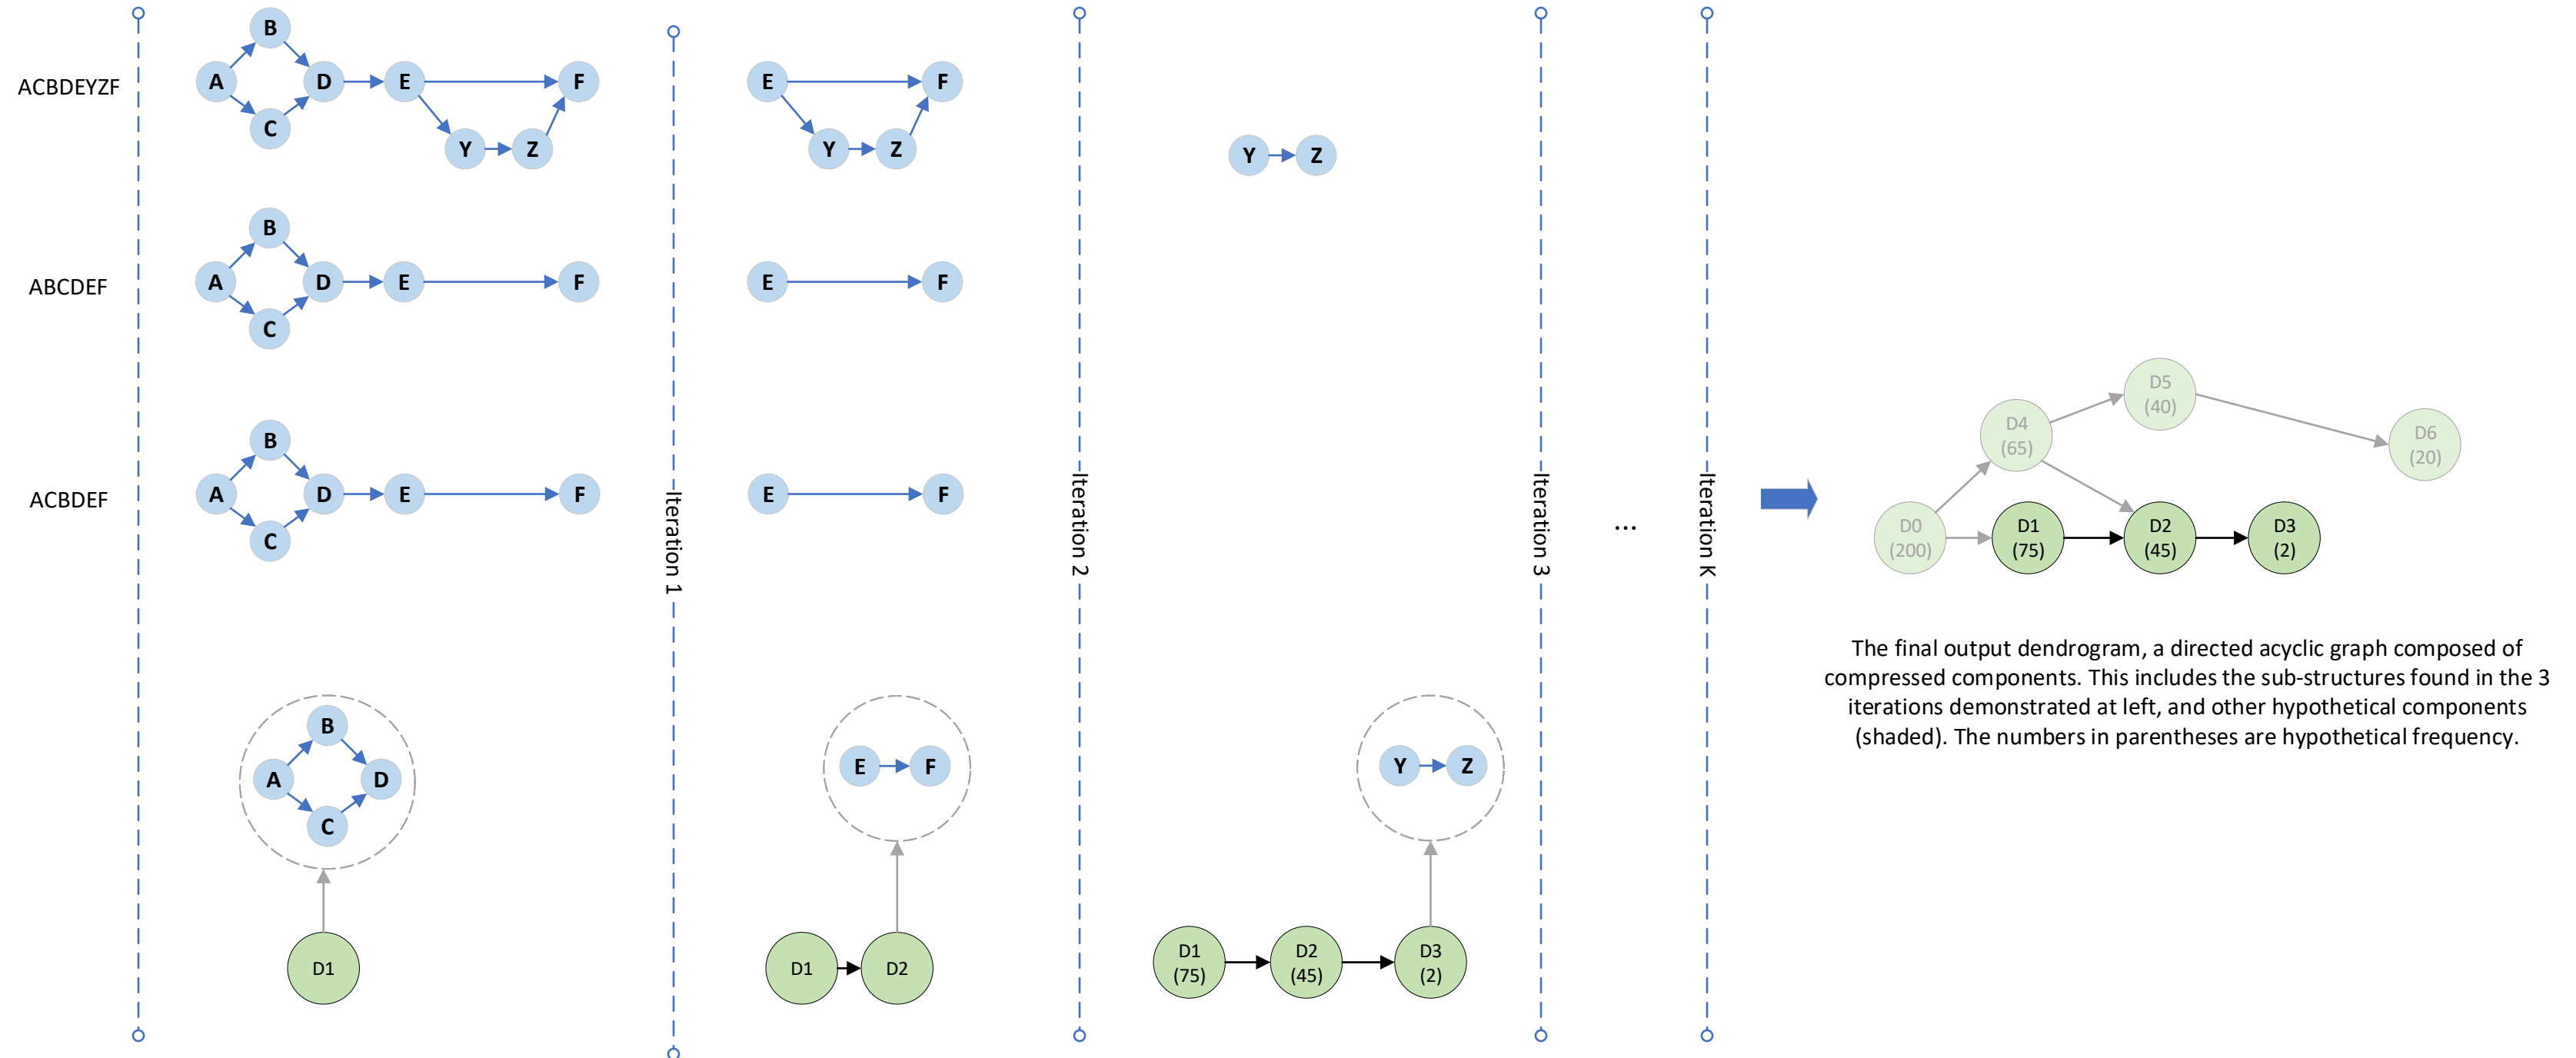 ACBDEYZF
B
A
D
E
F
C
Y
Z
E
F
Y
Z
Y
Z
ABCDEF
B
A
D
E
F
C
E
F
ACBDEF
B
A
D
E
F
C
E
F
Iteration 1
Iteration 2
Iteration 3
...
Iteration K
B
A
D
C
D1
E
F
D1
D2
Y
Z
D1
(75)
D2
(45)
D3
(2)
D5
(40)
D4
(65)
D6
(20)
D0
(200)
D1
(75)
D2
(45)
D3
(2)
The final output dendrogram, a directed acyclic graph composed of
compressed components. This includes the sub-structures found in the 3
iterations demonstrated at left, and other hypothetical components
(shaded). The numbers in parentheses are hypothetical frequency.